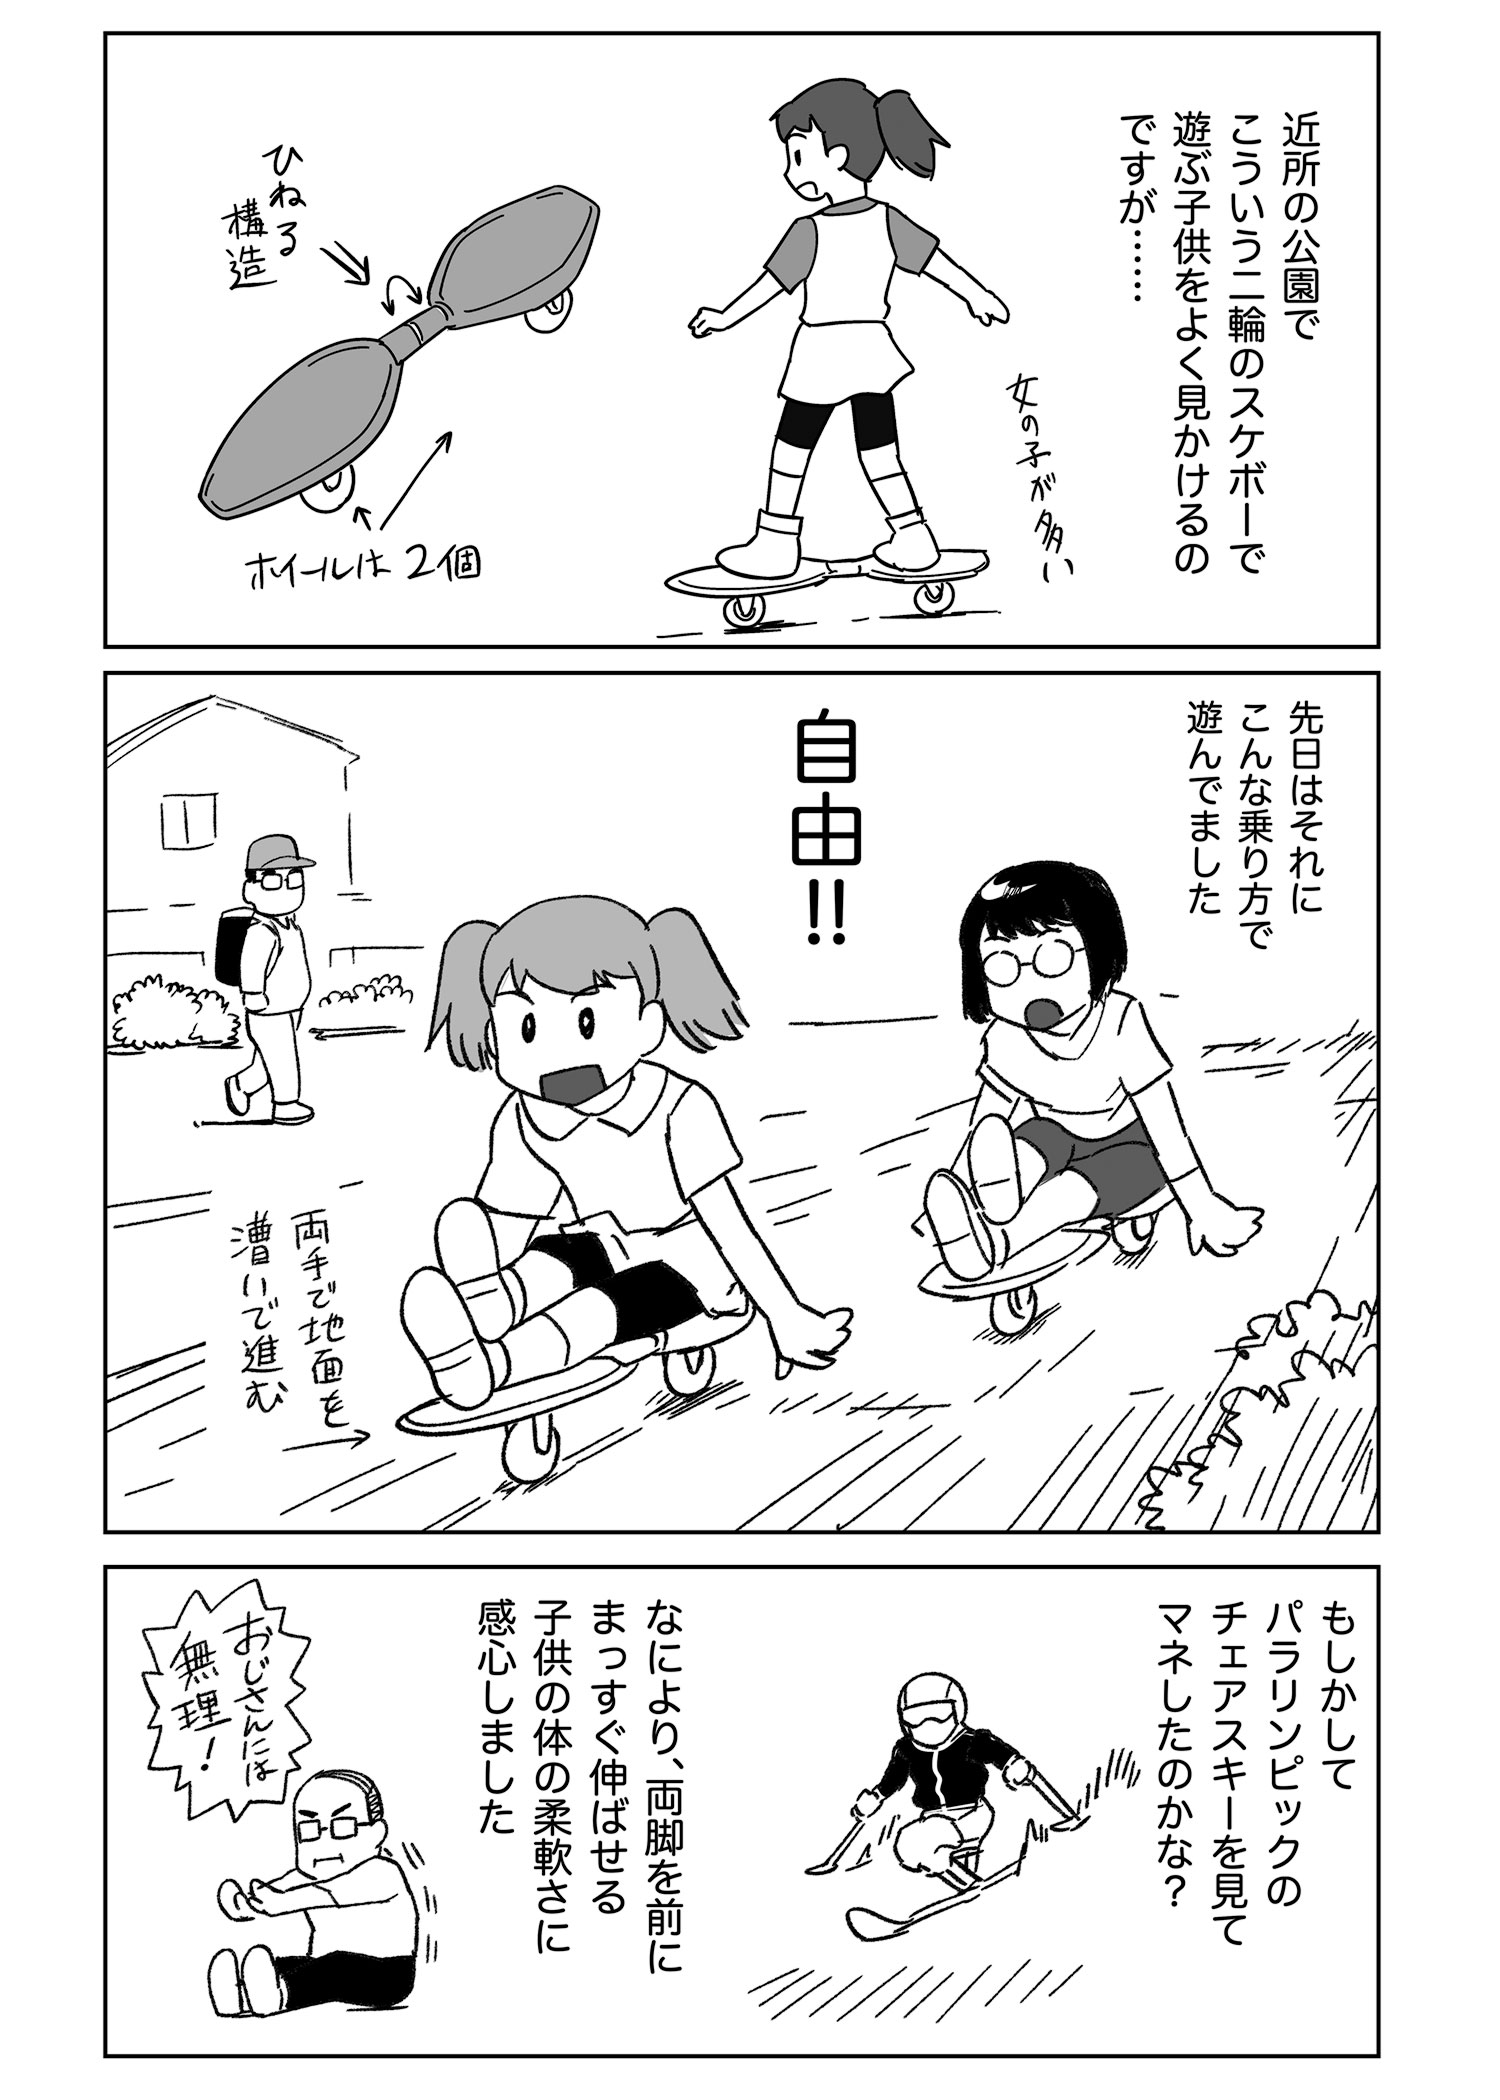 近所の公園で
こういう二輪のスケボーで
遊ぶ子供をよく見かけるの
ですが……
女の子が多い
ひねる
構造
ホイールは2個
先日はそれに
こんな乗り方で
遊んでました
自由!!
両手で地面を
漕いで進む
もしかして
パラリンピックの
チェアスキーを見て
マネしたのかな?
なにより、両脚を前に
まっすぐ伸ばせる
子供の体の柔軟さに
感心しました
おじさんには
無理!